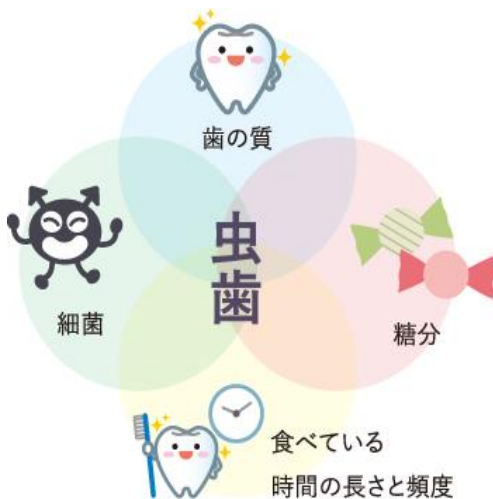 歯の質
虫歯
細菌
糖分
食べている
時間の長さと頻度